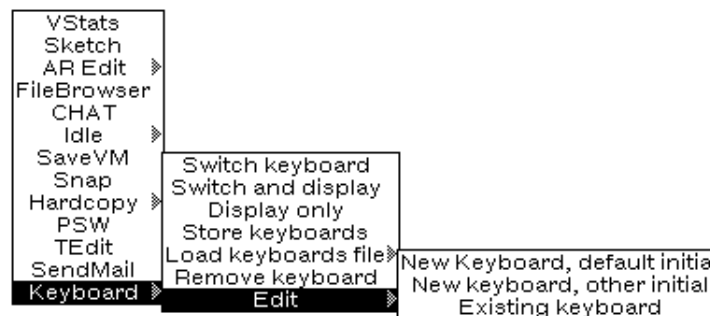 VStats
Sketch
AR Edit
FileBrowser
CHAT
Idle
SaveVM
Snap
Hardcopy
PSW
TEdit
SendMail
Keyboard
Switch keyboard
Switch and display
Display only
Store keyboards
Load keyboards file
Remove keyboard
Edit
New Keyboard, default initia
New keyboard, other initial
Existing keyboard